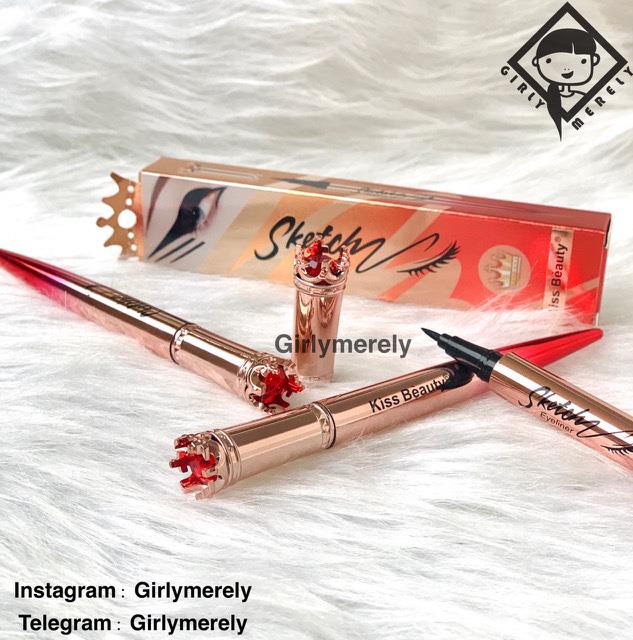 GIRLY MERELY
Sketch
Kiss Beauty
Girlymerely
Kiss Beauty
Sketch
Eyeliner
Instagram : Girlymerely
Telegram : Girlymerely